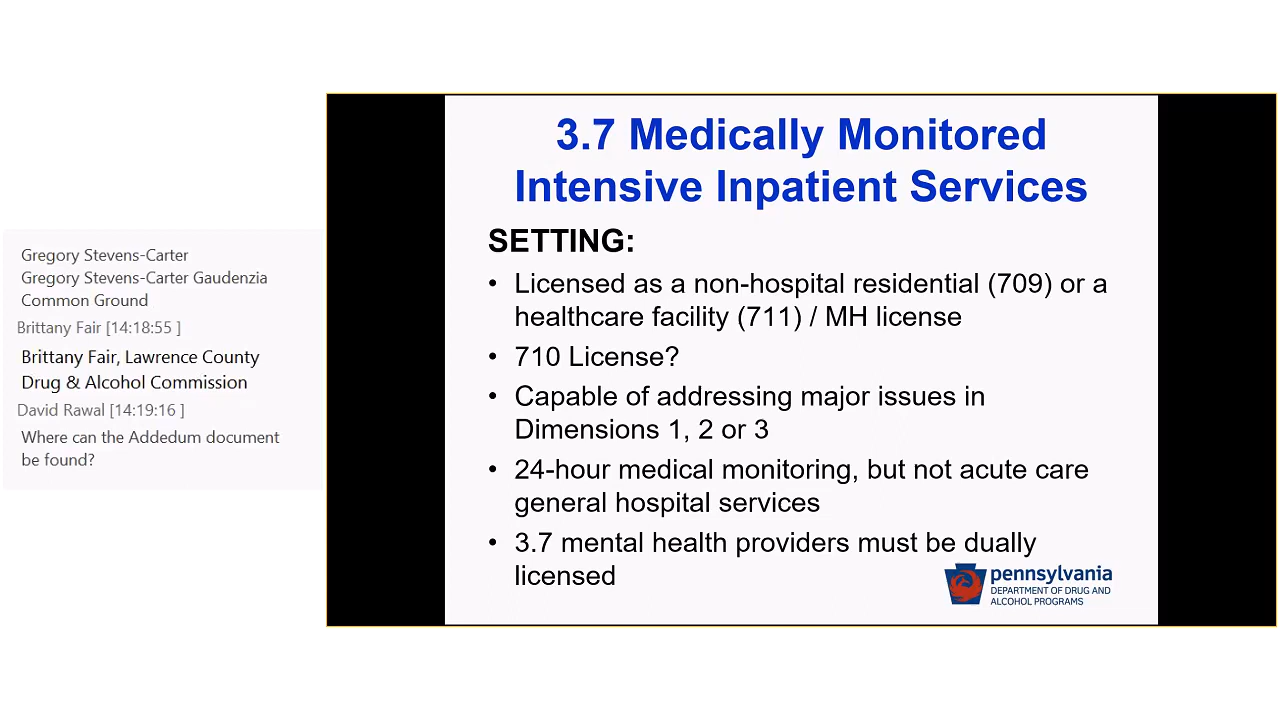 Gregory Stevens-Carter
Gregory Stevens-Carter Gaudenzia
Common Ground
Brittany Fair [14:18:55 ]
Brittany Fair, Lawrence County
Drug & Alcohol Commission
David Rawal [14:19:16 ]
Where can the Addedum document
be found?
3.7 Medically Monitored
Intensive Inpatient Services
SETTING:
• Licensed as a non-hospital residential (709) or a
healthcare facility (711) / MH license
• 710 License?
• Capable of addressing major issues in
Dimensions 1, 2 or 3
• 24-hour medical monitoring, but not acute care
general hospital services
• 3.7 mental health providers must be dually
licensed
pennsylvania
DEPARTMENT OF DRUG AND
ALCOHOL PROGRAMS